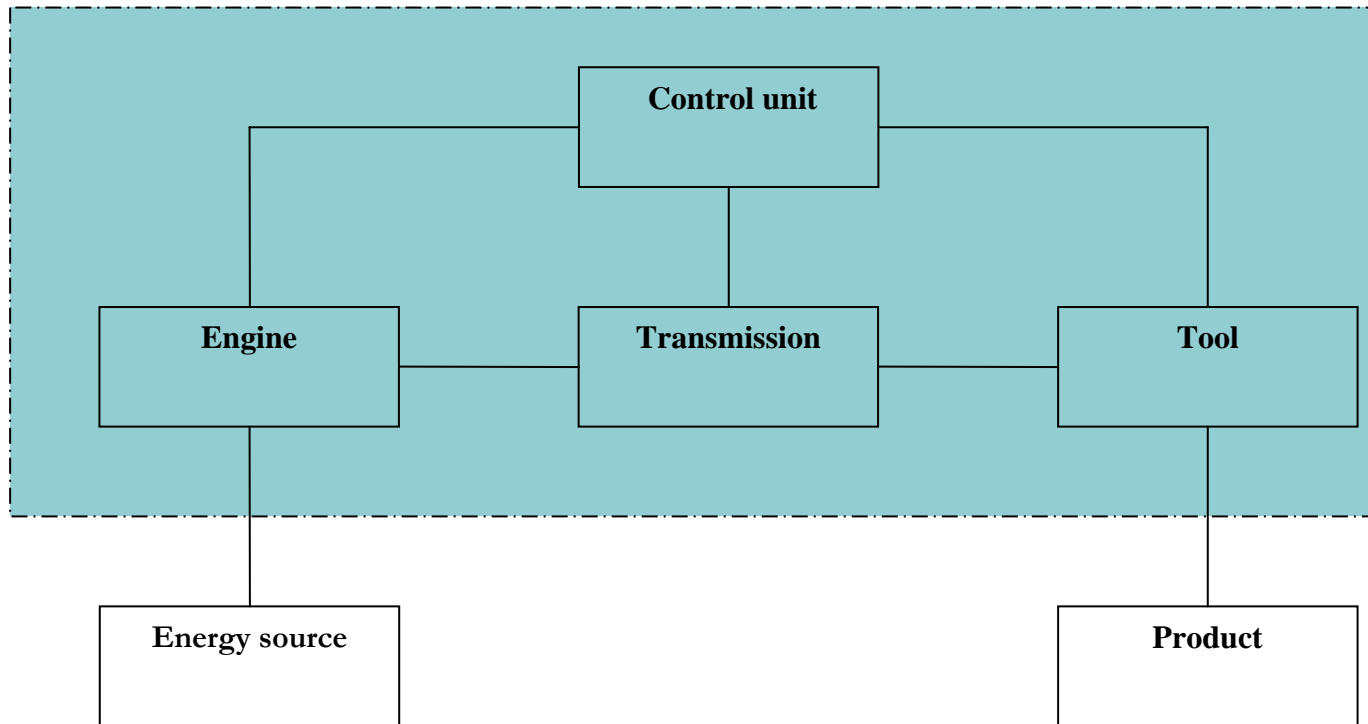 Control unit
Engine
Transmission
Tool
Energy source
Product